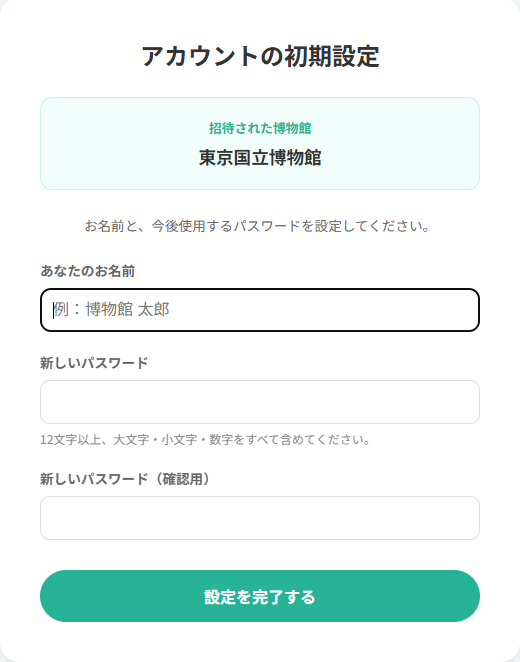 アカウントの初期設定
招待された博物館
東京国立博物館
お名前と、今後使用するパスワードを設定してください。
あなたのお名前
例：博物館 太郎
新しいパスワード
12文字以上、大文字・小文字・数字をすべて含めてください。
新しいパスワード（確認用）
設定を完了する